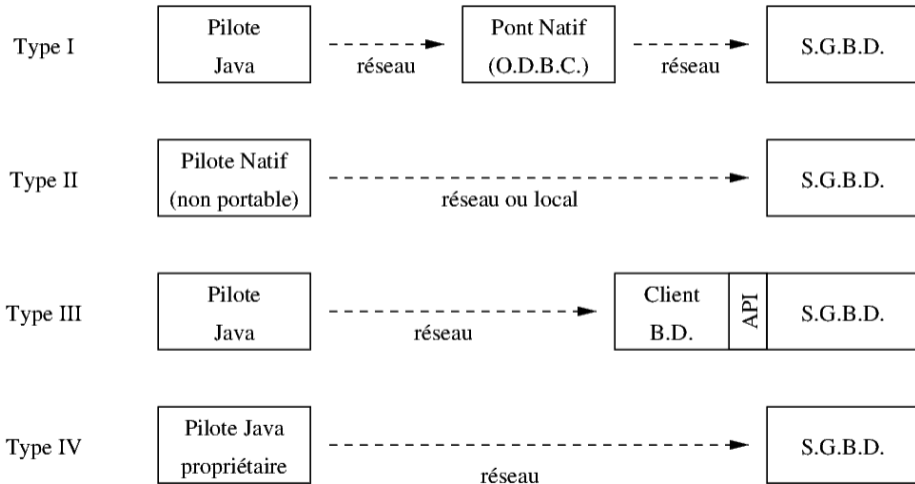 Type I
Pilote
Java
réseau
Pont Natif
(O.D.B.C.)
réseau
S.G.B.D.
Type II
Pilote Natif
(non portable)
réseau ou local
S.G.B.D.
Type III
Pilote
Java
réseau
Client
B.D.
API
S.G.B.D.
Type IV
Pilote Java
propriétaire
réseau
S.G.B.D.